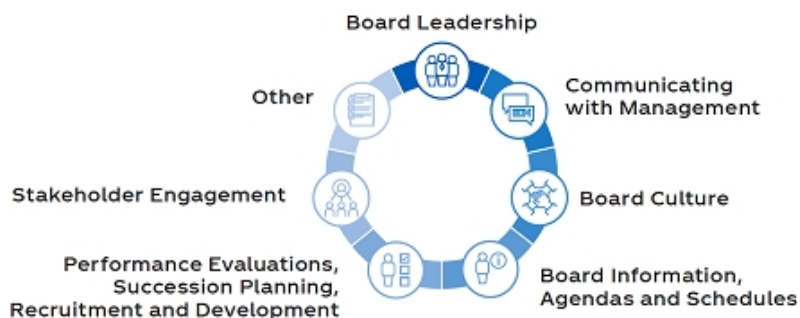 Board Leadership
Communicating
with Management
Board Culture
Board Information,
Agendas and Schedules
Performance Evaluations,
Succession Planning,
Recruitment and Development
Stakeholder Engagement
Other